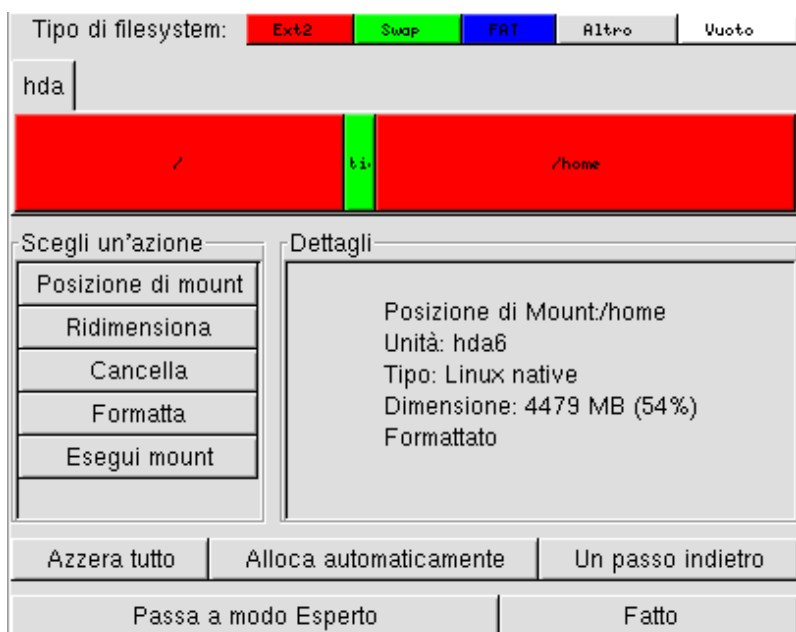 Tipo di filesystem: Ext2 Swap FAT Altro Vuoto
hda
/ /home
Scegli un'azione
Posizione di mount
Ridimensiona
Cancella
Formatta
Esegui mount
Dettagli
Posizione di Mount:/home
Unità: hda6
Tipo: Linux native
Dimensione: 4479 MB (54%)
Formattato
Azzera tutto Alloca automaticamente Un passo indietro
Passa a modo Esperto Fatto